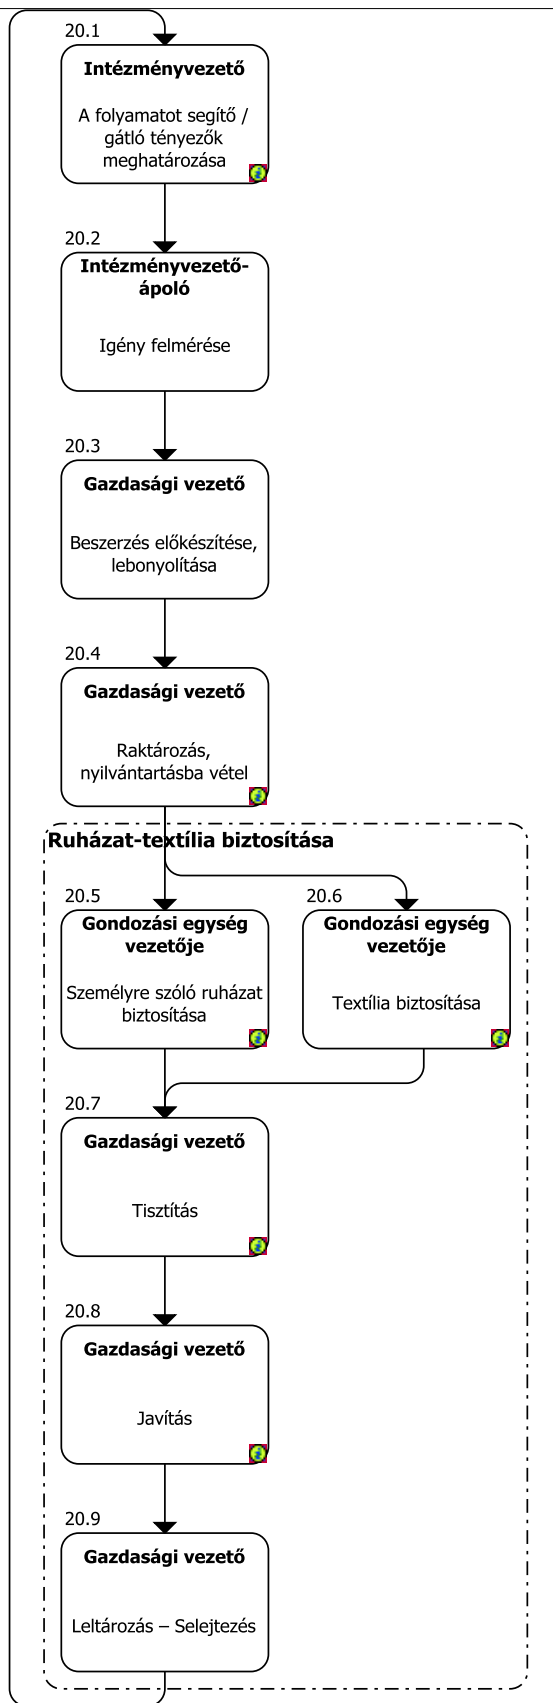 20.1
Intézményvezető
A folyamatot segítő /
gátló tényezők
meghatározása
20.2
Intézményvezető-
ápoló
Igény felmérése
20.3
Gazdasági vezető
Beszerzés előkészítése,
lebonyolítása
20.4
Gazdasági vezető
Raktározás,
nyilvántartásba vétel
Ruházat-textília biztosítása
20.5
Gondozási egység
vezetője
Személyre szóló ruházat
biztosítása
20.6
Gondozási egység
vezetője
Textília biztosítása
20.7
Gazdasági vezető
Tisztítás
20.8
Gazdasági vezető
Javítás
20.9
Gazdasági vezető
Leltározás – Selejtezés